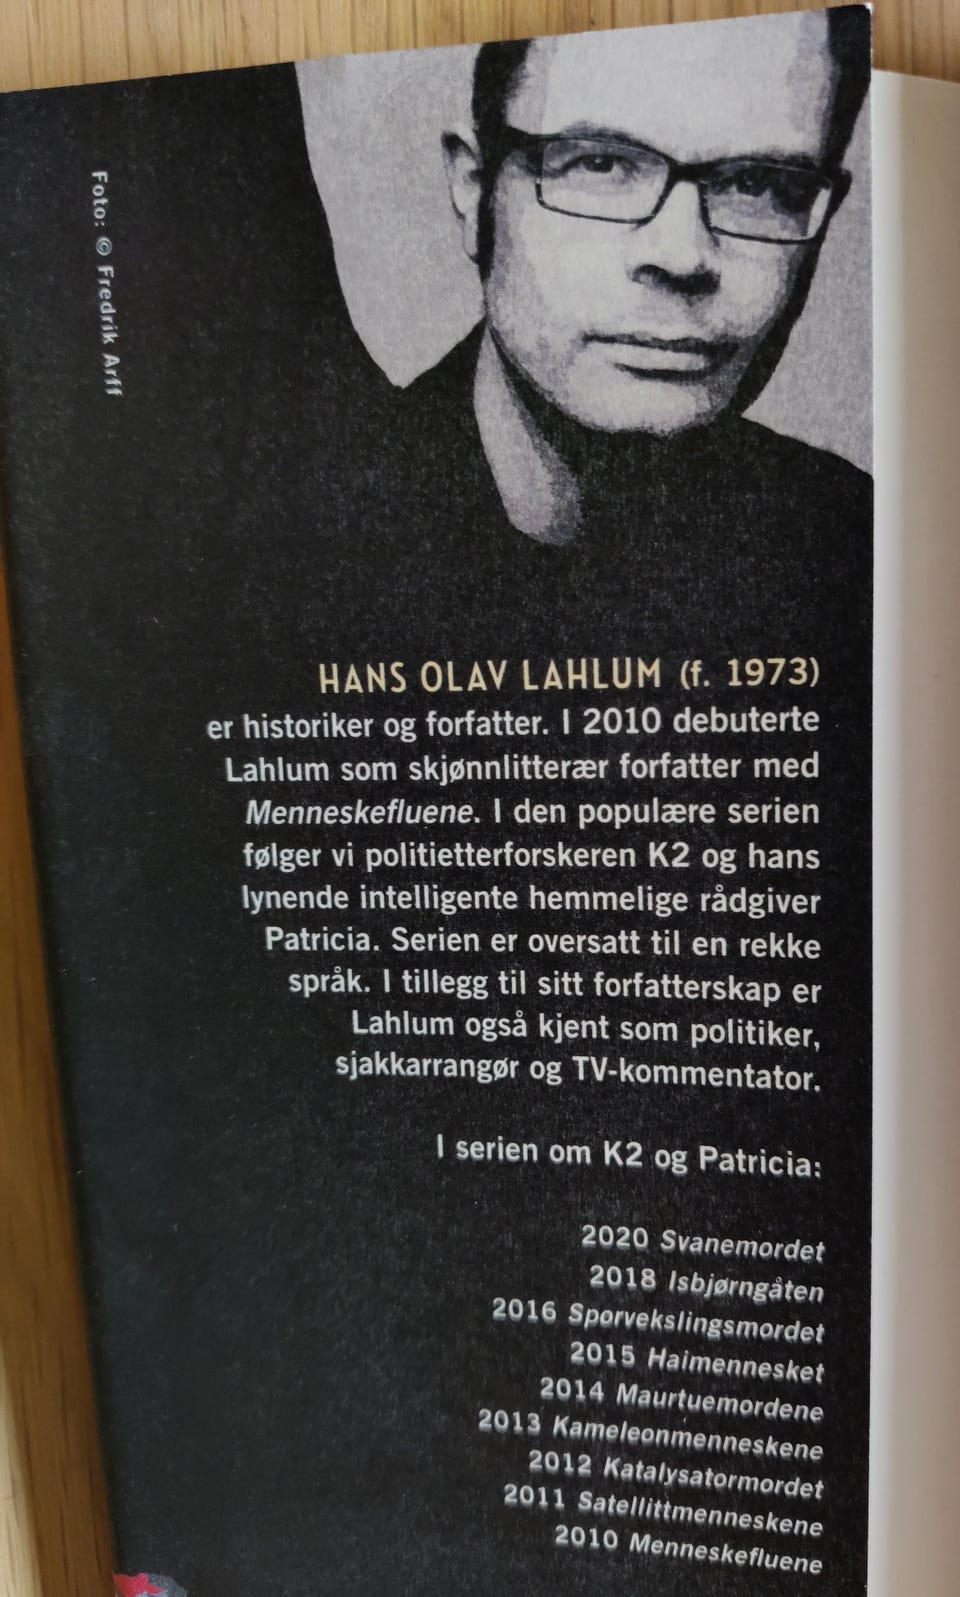 Foto: © Fredrik Arff
HANS OLAV LAHLUM (f. 1973)
er historiker og forfatter. I 2010 debuterte
Lahlum som skjønnlitterær forfatter med
Menneskefluene. I den populære serien
følger vi politietterforskeren K2 og hans
lynende intelligente hemmelige rådgiver
Patricia. Serien er oversatt til en rekke
språk. I tillegg til sitt forfatterskap er
Lahlum også kjent som politiker,
sjakkarrangør og TV-kommentator.
I serien om K2 og Patricia:
2020 Svanemordet
2018 Isbjørngåten
2016 Sporvekslingsmordet
2015 Haimennesket
2014 Maurtuemordene
2013 Kameleonmenneskene
2012 Katalysatormordet
2011 Satellittmenneskene
2010 Menneskefluene